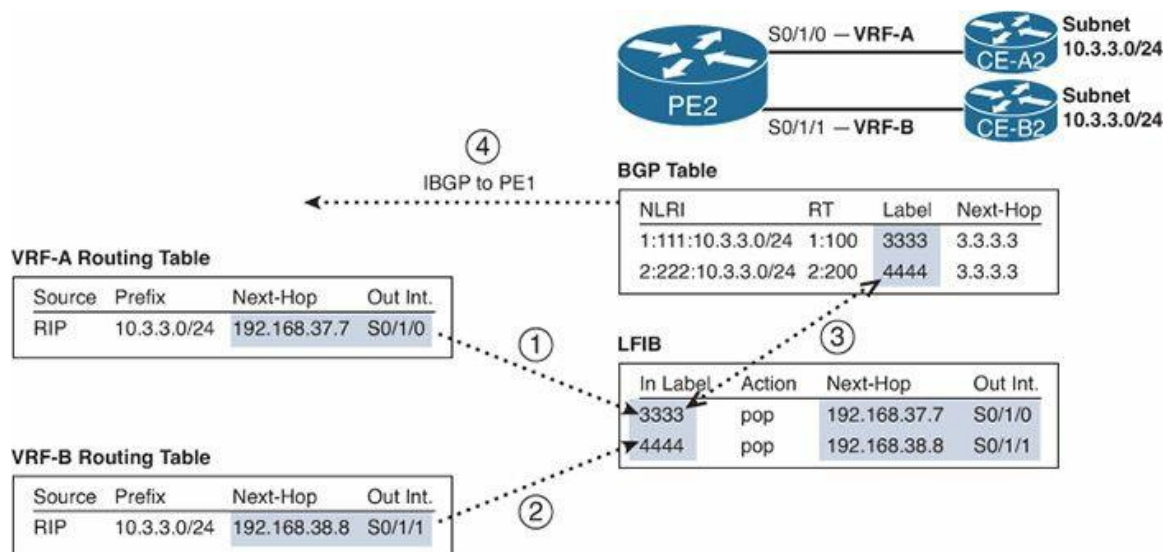 S0/1/0 — VRF-A
Subnet
10.3.3.0/24
CE-A2
PE2
Subnet
10.3.3.0/24
CE-B2
S0/1/1 — VRF-B
4
IBGP to PE1
BGP Table
NLRI RT Label Next-Hop
1:111:10.3.3.0/24 1:100 3333 3.3.3.3
2:222:10.3.3.0/24 2:200 4444 3.3.3.3
VRF-A Routing Table
Source Prefix Next-Hop Out Int.
RIP 10.3.3.0/24 192.168.37.7 S0/1/0
1
3
LFIB
In Label Action Next-Hop Out Int.
3333 pop 192.168.37.7 S0/1/0
4444 pop 192.168.38.8 S0/1/1
VRF-B Routing Table
Source Prefix Next-Hop Out Int.
RIP 10.3.3.0/24 192.168.38.8 S0/1/1
2